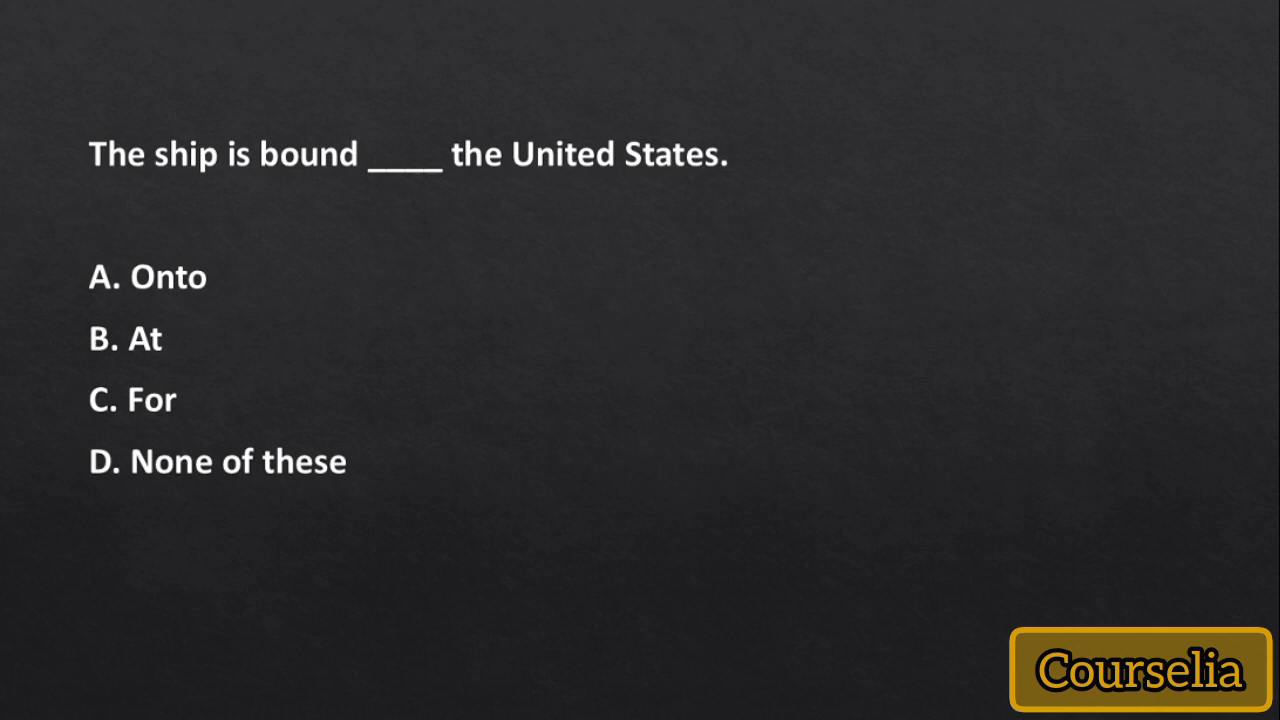 The ship is bound ____ the United States.
A. Onto
B. At
C. For
D. None of these
Courselia